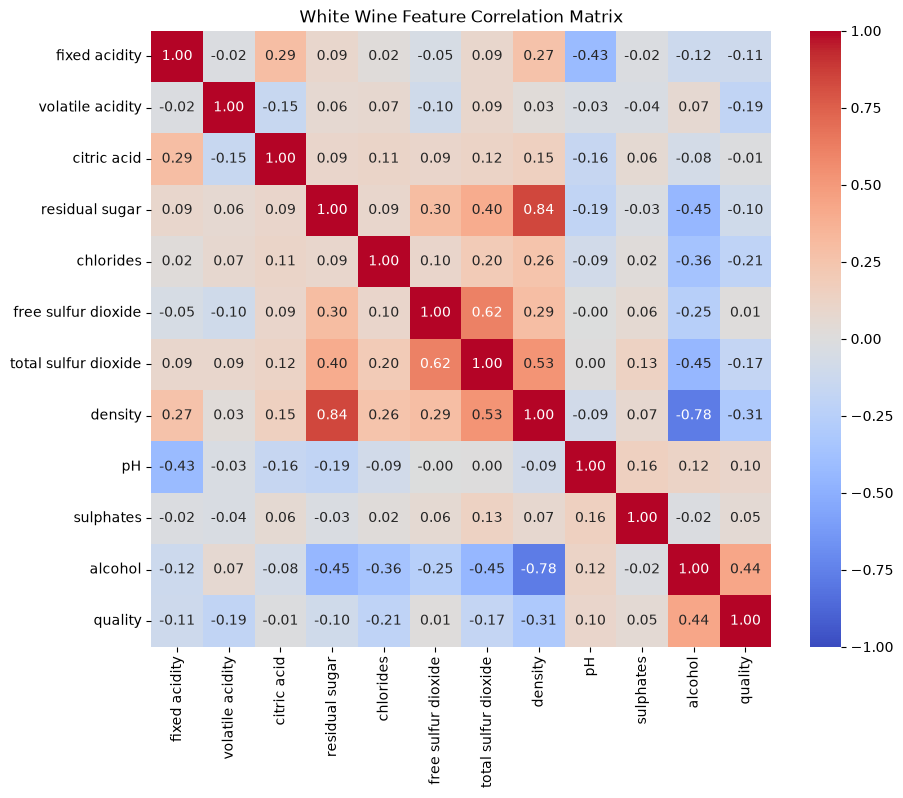 White Wine Feature Correlation Matrix
fixed acidity 1.00 -0.02 0.29 0.09 0.02 -0.05 0.09 0.27 -0.43 -0.02 -0.12 -0.11
volatile acidity -0.02 1.00 -0.15 0.06 0.07 -0.10 0.09 0.03 -0.03 -0.04 0.07 -0.19
citric acid 0.29 -0.15 1.00 0.09 0.11 0.09 0.12 0.15 -0.16 0.06 -0.08 -0.01
residual sugar 0.09 0.06 0.09 1.00 0.09 0.30 0.40 0.84 -0.19 -0.03 -0.45 -0.10
chlorides 0.02 0.07 0.11 0.09 1.00 0.10 0.20 0.26 -0.09 0.02 -0.36 -0.21
free sulfur dioxide -0.05 -0.10 0.09 0.30 0.10 1.00 0.62 0.29 -0.00 0.06 -0.25 0.01
total sulfur dioxide 0.09 0.09 0.12 0.40 0.20 0.62 1.00 0.53 0.00 0.13 -0.45 -0.17
density 0.27 0.03 0.15 0.84 0.26 0.29 0.53 1.00 -0.09 0.07 -0.78 -0.31
pH -0.43 -0.03 -0.16 -0.19 -0.09 -0.00 0.00 -0.09 1.00 0.16 0.12 0.10
sulphates -0.02 -0.04 0.06 -0.03 0.02 0.06 0.13 0.07 0.16 1.00 -0.02 0.05
alcohol -0.12 0.07 -0.08 -0.45 -0.36 -0.25 -0.45 -0.78 0.12 -0.02 1.00 0.44
quality -0.11 -0.19 -0.01 -0.10 -0.21 0.01 -0.17 -0.31 0.10 0.05 0.44 1.00
fixed acidity
volatile acidity
citric acid
residual sugar
chlorides
free sulfur dioxide
total sulfur dioxide
density
pH
sulphates
alcohol
quality
1.00
0.75
0.50
0.25
0.00
−0.25
−0.50
−0.75
−1.00